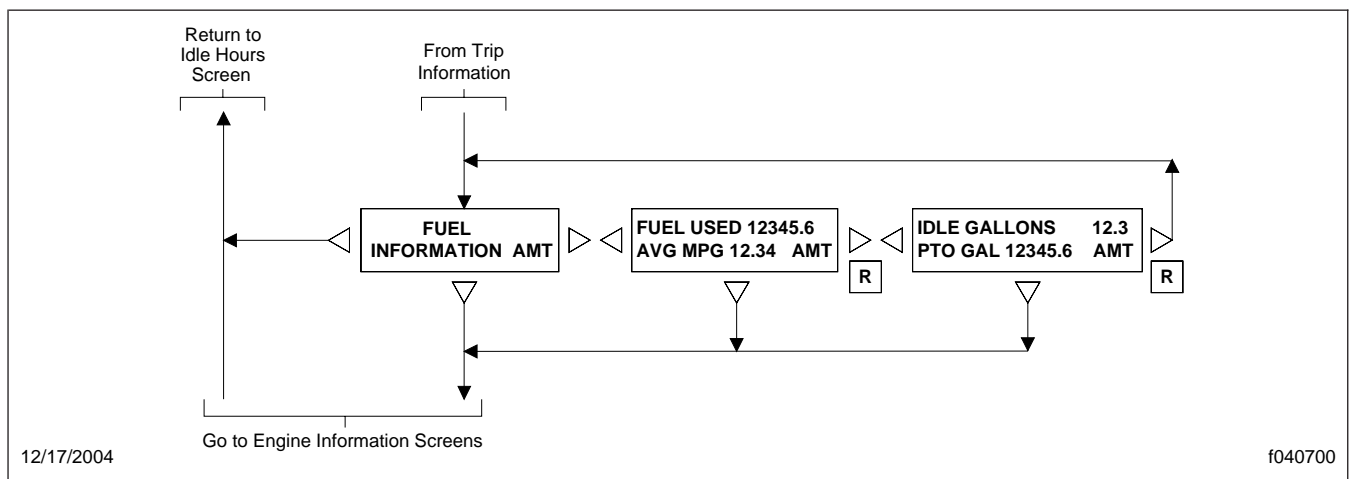 Return to
Idle Hours
Screen
From Trip
Information
FUEL
INFORMATION AMT
FUEL USED 12345.6
AVG MPG 12.34 AMT
R
IDLE GALLONS 12.3
PTO GAL 12345.6 AMT
R
Go to Engine Information Screens
12/17/2004
f040700